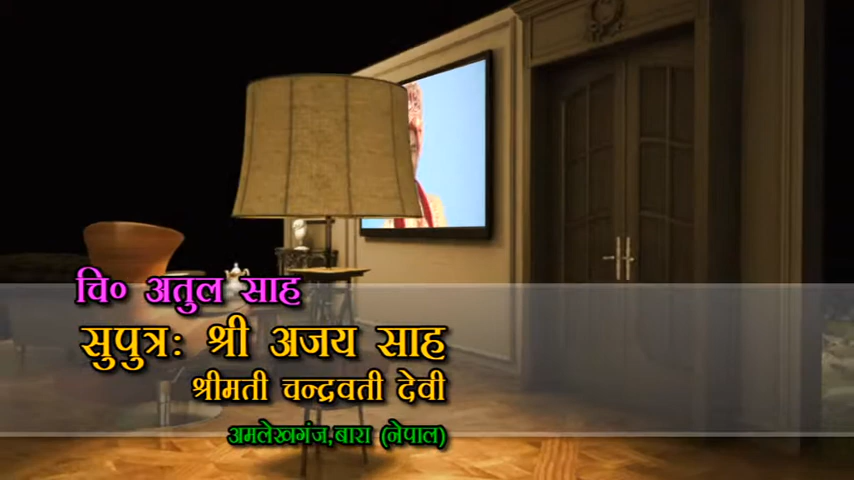 चि० अतुल साह
सुपुत्र: श्री अजय साह
श्रीमती चन्द्रवती देवी
अमलेखगंज,बारा (नेपाल)